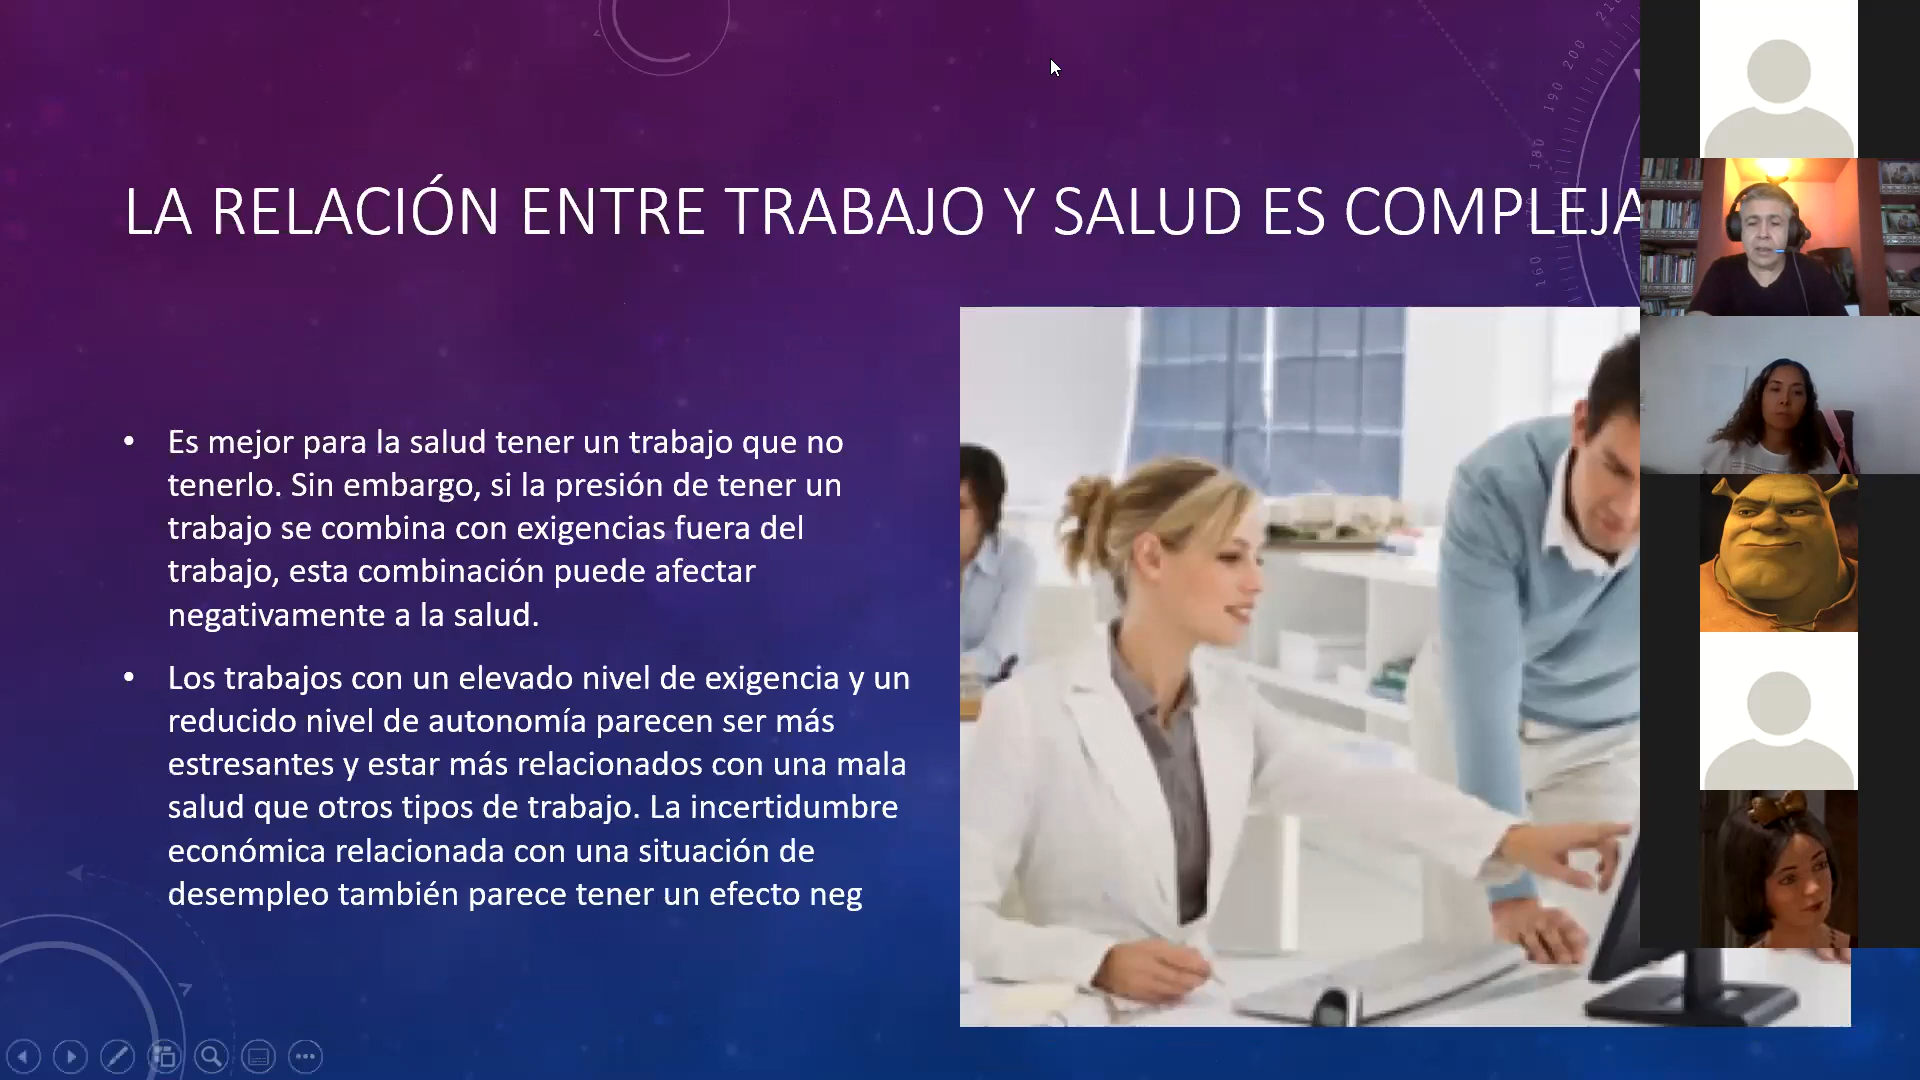 LA RELACIÓN ENTRE TRABAJO Y SALUD ES COMPLEJA
• Es mejor para la salud tener un trabajo que no
tenerlo. Sin embargo, si la presión de tener un
trabajo se combina con exigencias fuera del
trabajo, esta combinación puede afectar
negativamente a la salud.
• Los trabajos con un elevado nivel de exigencia y un
reducido nivel de autonomía parecen ser más
estresantes y estar más relacionados con una mala
salud que otros tipos de trabajo. La incertidumbre
económica relacionada con una situación de
desempleo también parece tener un efecto neg
200
190
180
160